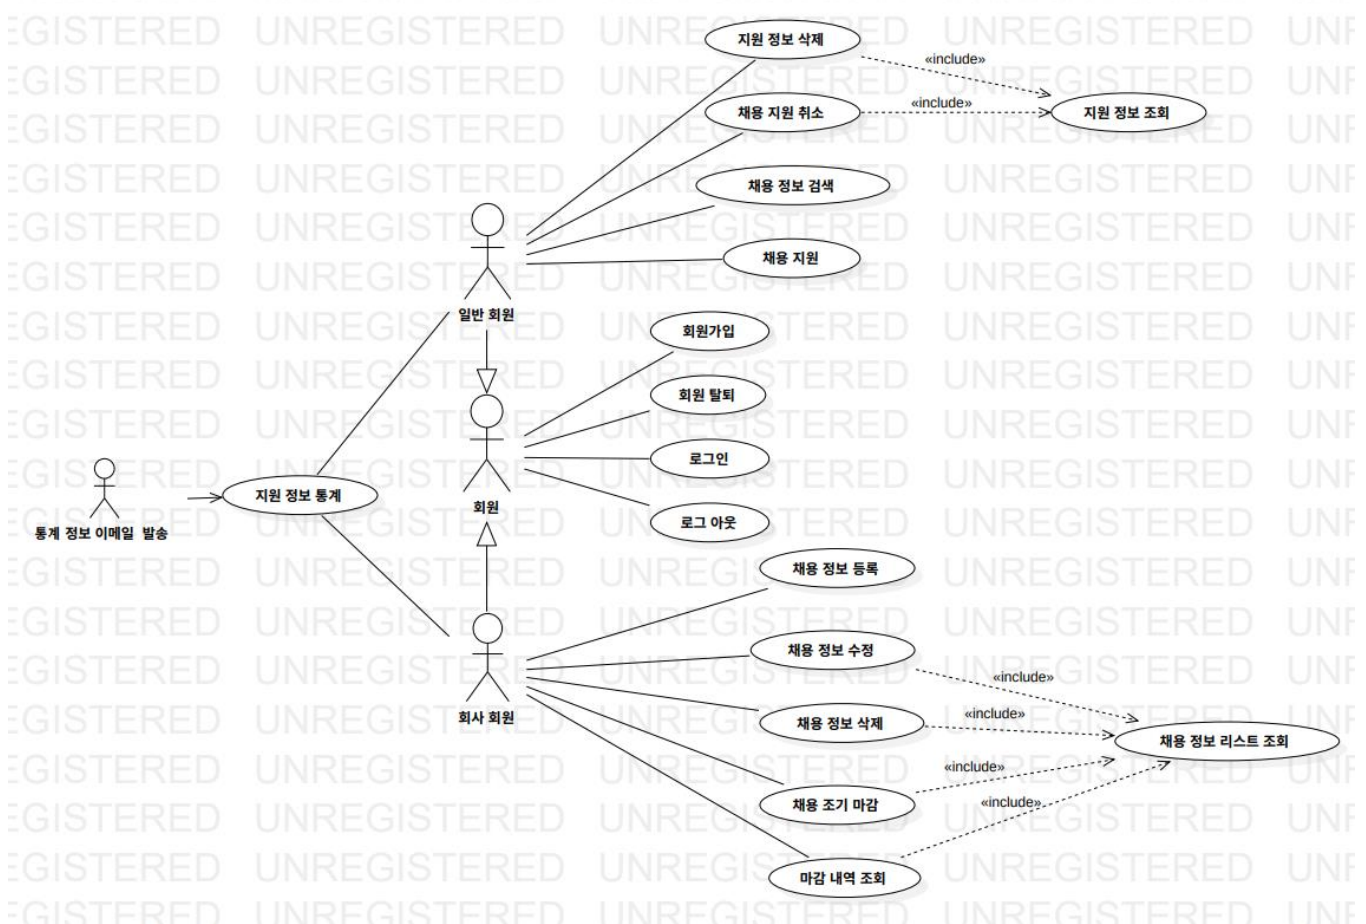 UNREGISTERED
지원 정보 삭제
«include»
채용 지원 취소
«include»
지원 정보 조회
채용 정보 검색
채용 지원
일반 회원
회원가입
회원 탈퇴
로그인
회원
로그 아웃
지원 정보 통계
통계 정보 이메일 발송
채용 정보 등록
채용 정보 수정
«include»
회사 회원
채용 정보 삭제
«include»
채용 정보 리스트 조회
«include»
채용 조기 마감
«include»
마감 내역 조회